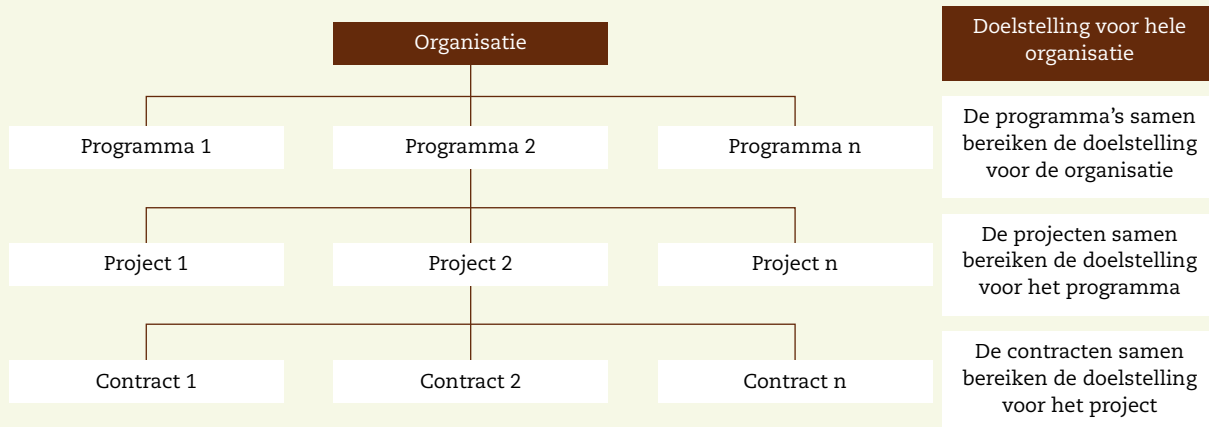 Organisatie
Doelstelling voor hele
organisatie
Programma 1
Programma 2
Programma n
De programma's samen
bereiken de doelstelling
voor de organisatie
Project 1
Project 2
Project n
De projecten samen
bereiken de doelstelling
voor het programma
Contract 1
Contract 2
Contract n
De contracten samen
bereiken de doelstelling
voor het project